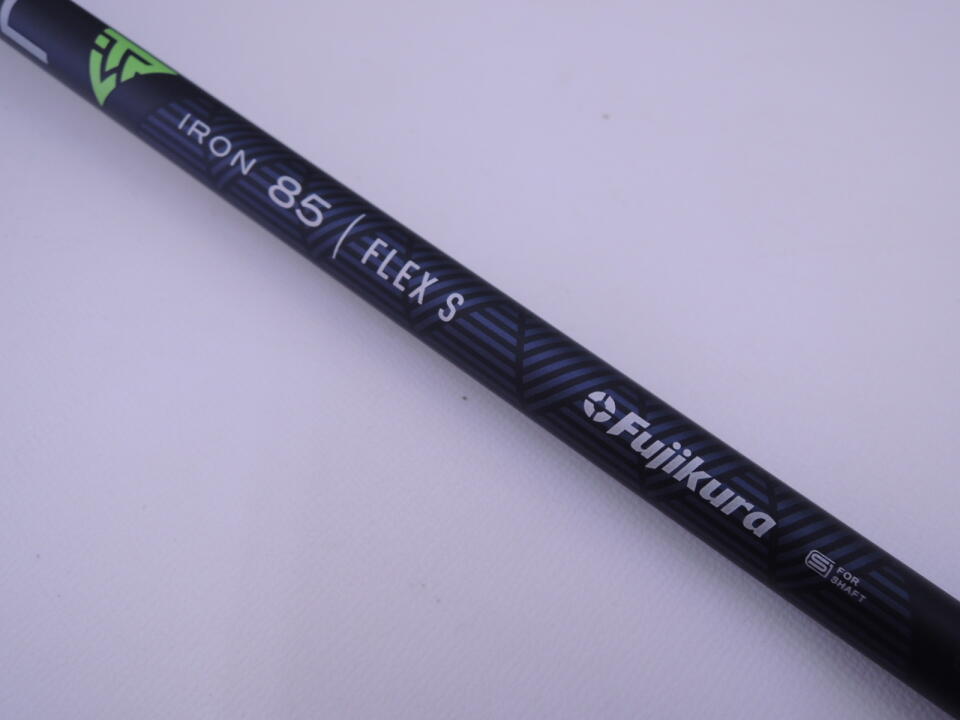 IRON 85 / FLEX S
Fujikura
FOR
SHAFT